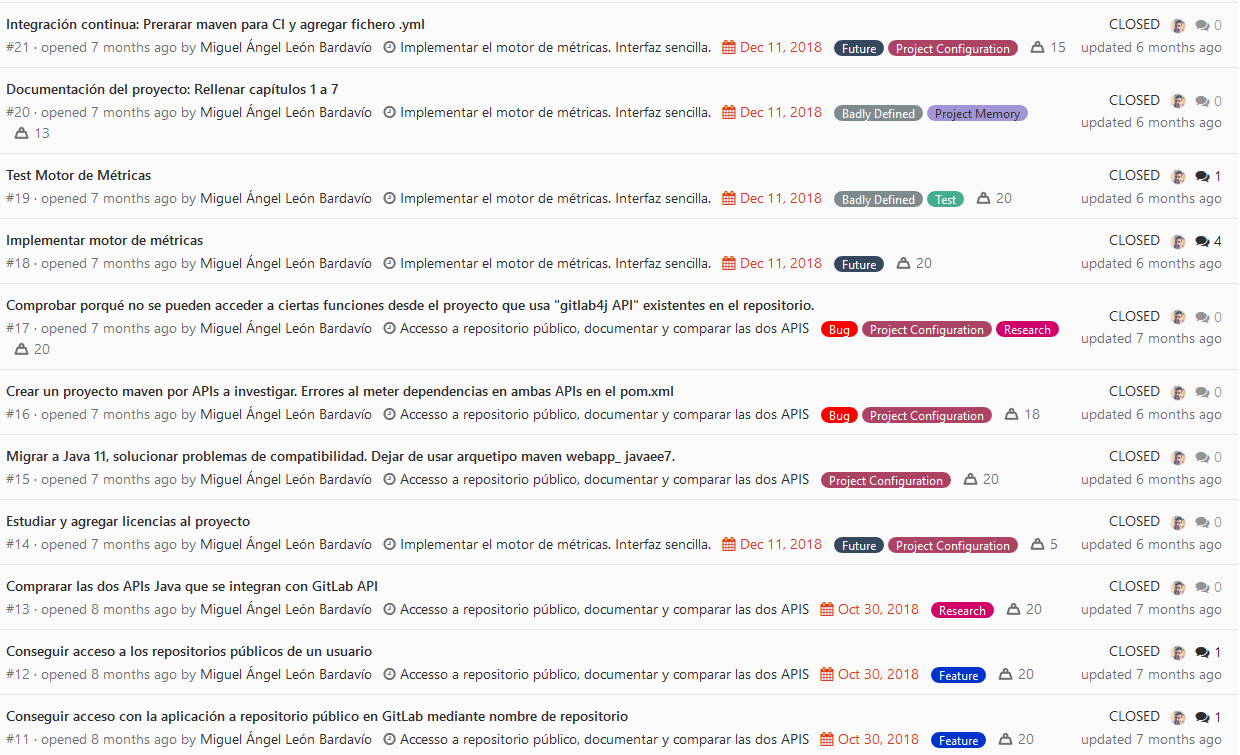 Integración continua: Prerarar maven para CI y agregar fichero .yml CLOSED 0
#21 · opened 7 months ago by Miguel Ángel León Bardavío Implementar el motor de métricas. Interfaz sencilla. Dec 11, 2018 Future Project Configuration 15 updated 6 months ago
Documentación del proyecto: Rellenar capítulos 1 a 7 CLOSED 0
#20 · opened 7 months ago by Miguel Ángel León Bardavío Implementar el motor de métricas. Interfaz sencilla. Dec 11, 2018 Badly Defined Project Memory updated 6 months ago
13
Test Motor de Métricas CLOSED 1
#19 · opened 7 months ago by Miguel Ángel León Bardavío Implementar el motor de métricas. Interfaz sencilla. Dec 11, 2018 Badly Defined Test 20 updated 6 months ago
Implementar motor de métricas CLOSED 4
#18 · opened 7 months ago by Miguel Ángel León Bardavío Implementar el motor de métricas. Interfaz sencilla. Dec 11, 2018 Future 20 updated 6 months ago
Comprobar porqué no se pueden acceder a ciertas funciones desde el proyecto que usa "gitlab4j API" existentes en el repositorio. CLOSED 0
#17 · opened 7 months ago by Miguel Ángel León Bardavío Accesso a repositorio público, documentar y comparar las dos APIS Bug Project Configuration Research updated 7 months ago
20
Crear un proyecto maven por APIs a investigar. Errores al meter dependencias en ambas APIs en el pom.xml CLOSED 0
#16 · opened 7 months ago by Miguel Ángel León Bardavío Accesso a repositorio público, documentar y comparar las dos APIS Bug Project Configuration 18 updated 6 months ago
Migrar a Java 11, solucionar problemas de compatibilidad. Dejar de usar arquetipo maven webapp_ javaee7. CLOSED 0
#15 · opened 7 months ago by Miguel Ángel León Bardavío Accesso a repositorio público, documentar y comparar las dos APIS Project Configuration 20 updated 6 months ago
Estudiar y agregar licencias al proyecto CLOSED 0
#14 · opened 7 months ago by Miguel Ángel León Bardavío Implementar el motor de métricas. Interfaz sencilla. Dec 11, 2018 Future Project Configuration 5 updated 6 months ago
Comprarar las dos APIs Java que se integran con GitLab API CLOSED 0
#13 · opened 8 months ago by Miguel Ángel León Bardavío Accesso a repositorio público, documentar y comparar las dos APIS Oct 30, 2018 Research 20 updated 7 months ago
Conseguir acceso a los repositorios públicos de un usuario CLOSED 1
#12 · opened 8 months ago by Miguel Ángel León Bardavío Accesso a repositorio público, documentar y comparar las dos APIS Oct 30, 2018 Feature 20 updated 7 months ago
Conseguir acceso con la aplicación a repositorio público en GitLab mediante nombre de repositorio CLOSED 1
#11 · opened 8 months ago by Miguel Ángel León Bardavío Accesso a repositorio público, documentar y comparar las dos APIS Oct 30, 2018 Feature 20 updated 7 months ago